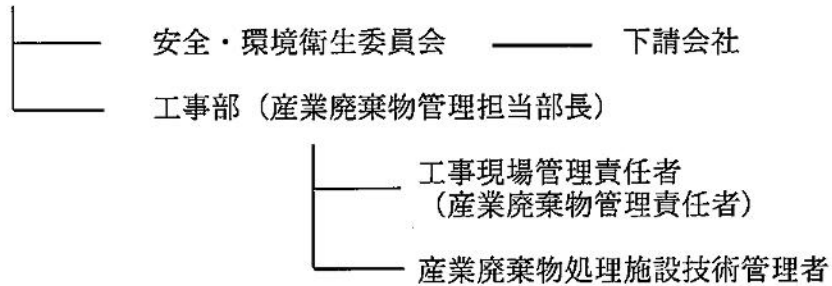 安全・環境衛生委員会 下請会社
工事部（産業廃棄物管理担当部長）
工事現場管理責任者
（産業廃棄物管理責任者）
産業廃棄物処理施設技術管理者